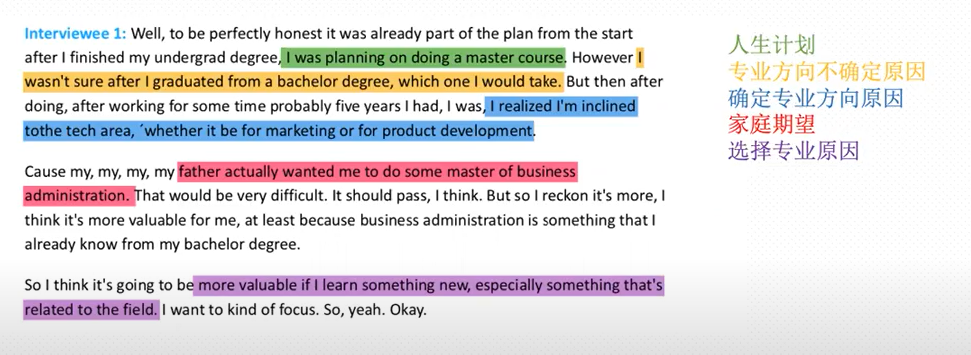 Interviewee 1: Well, to be perfectly honest it was already part of the plan from the start
after I finished my undergrad degree, I was planning on doing a master course. However I
wasn't sure after I graduated from a bachelor degree, which one I would take. But then after
doing, after working for some time probably five years I had, I was, I realized I'm inclined
tothe tech area, ´whether it be for marketing or for product development.
Cause my, my, my, my father actually wanted me to do some master of business
administration. That would be very difficult. It should pass, I think. But so I reckon it's more, I
think it's more valuable for me, at least because business administration is something that I
already know from my bachelor degree.
So I think it's going to be more valuable if I learn something new, especially something that's
related to the field. I want to kind of focus. So, yeah. Okay.
人生计划
专业方向不确定原因
确定专业方向原因
家庭期望
选择专业原因